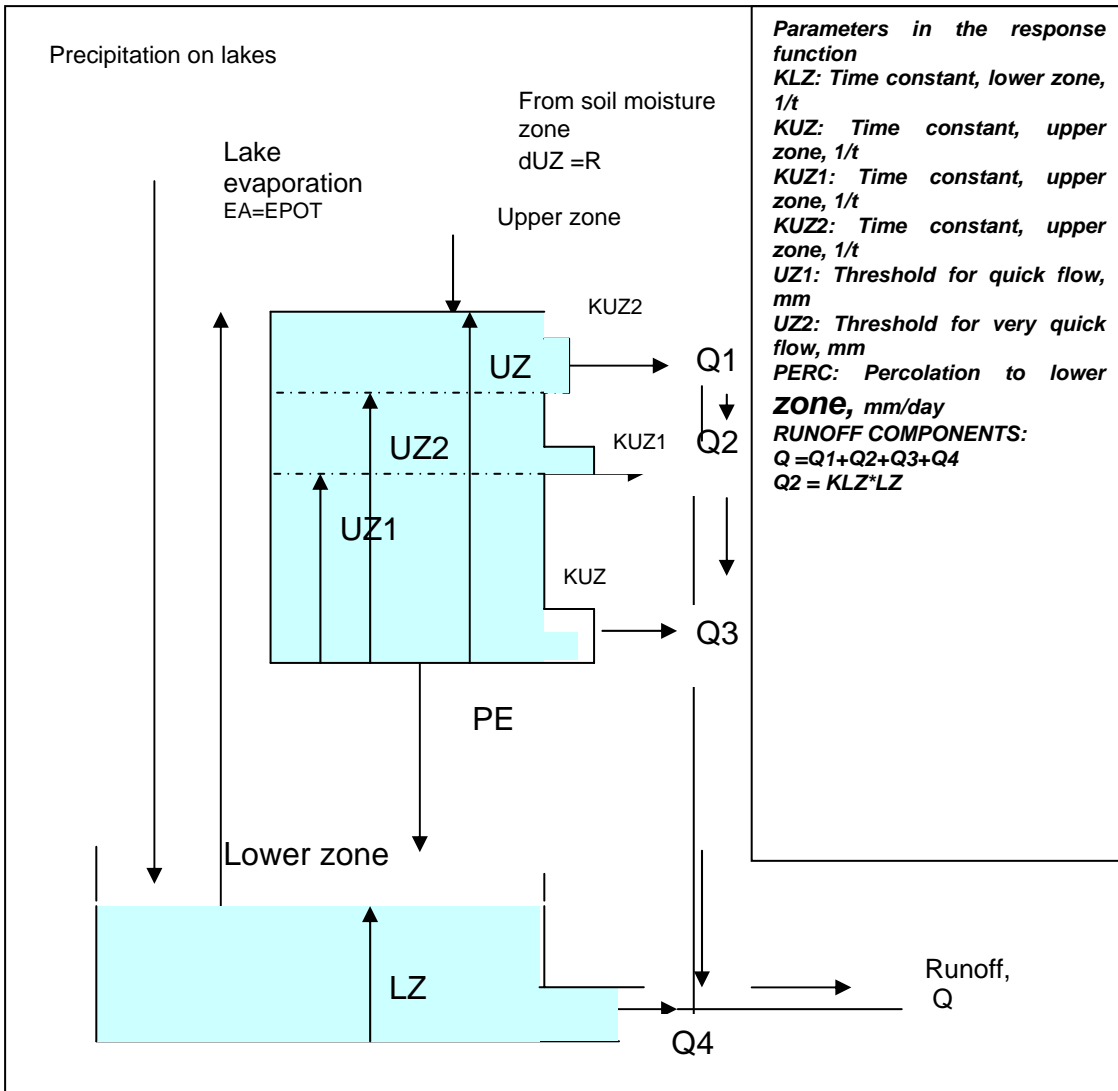 Precipitation on lakes
From soil moisture
zone
dUZ =R
Lake
evaporation
EA=EPOT
Upper zone
KUZ2
UZ
Q1
UZ2
KUZ1
Q2
UZ1
KUZ
Q3
PE
Lower zone
LZ
Q4
Runoff,
Q
Parameters in the response
function
KLZ: Time constant, lower zone,
1/t
KUZ: Time constant, upper
zone, 1/t
KUZ1: Time constant, upper
zone, 1/t
KUZ2: Time constant, upper
zone, 1/t
UZ1: Threshold for quick flow,
mm
UZ2: Threshold for very quick
flow, mm
PERC: Percolation to lower
zone, mm/day
RUNOFF COMPONENTS:
Q =Q1+Q2+Q3+Q4
Q2 = KLZ*LZ